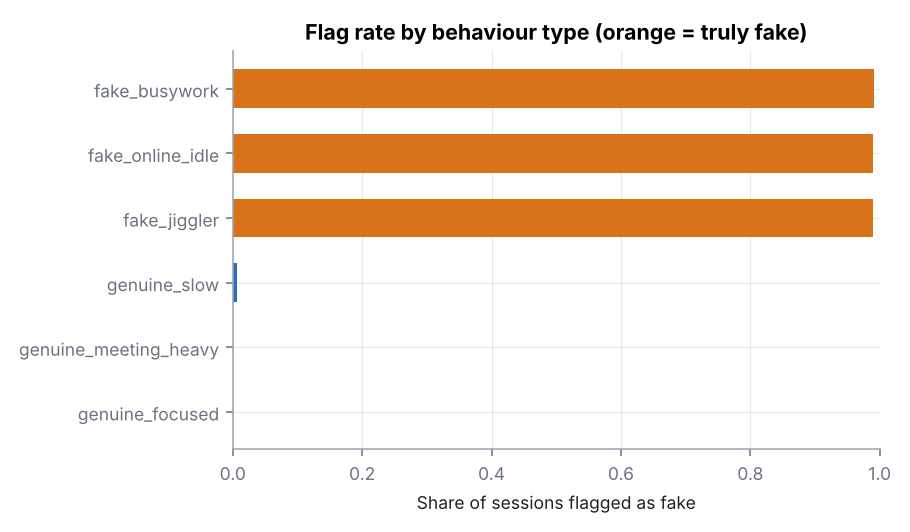 Flag rate by behaviour type (orange = truly fake)
fake_busywork
fake_online_idle
fake_jiggler
genuine_slow
genuine_meeting_heavy
genuine_focused
0.0 0.2 0.4 0.6 0.8 1.0
Share of sessions flagged as fake